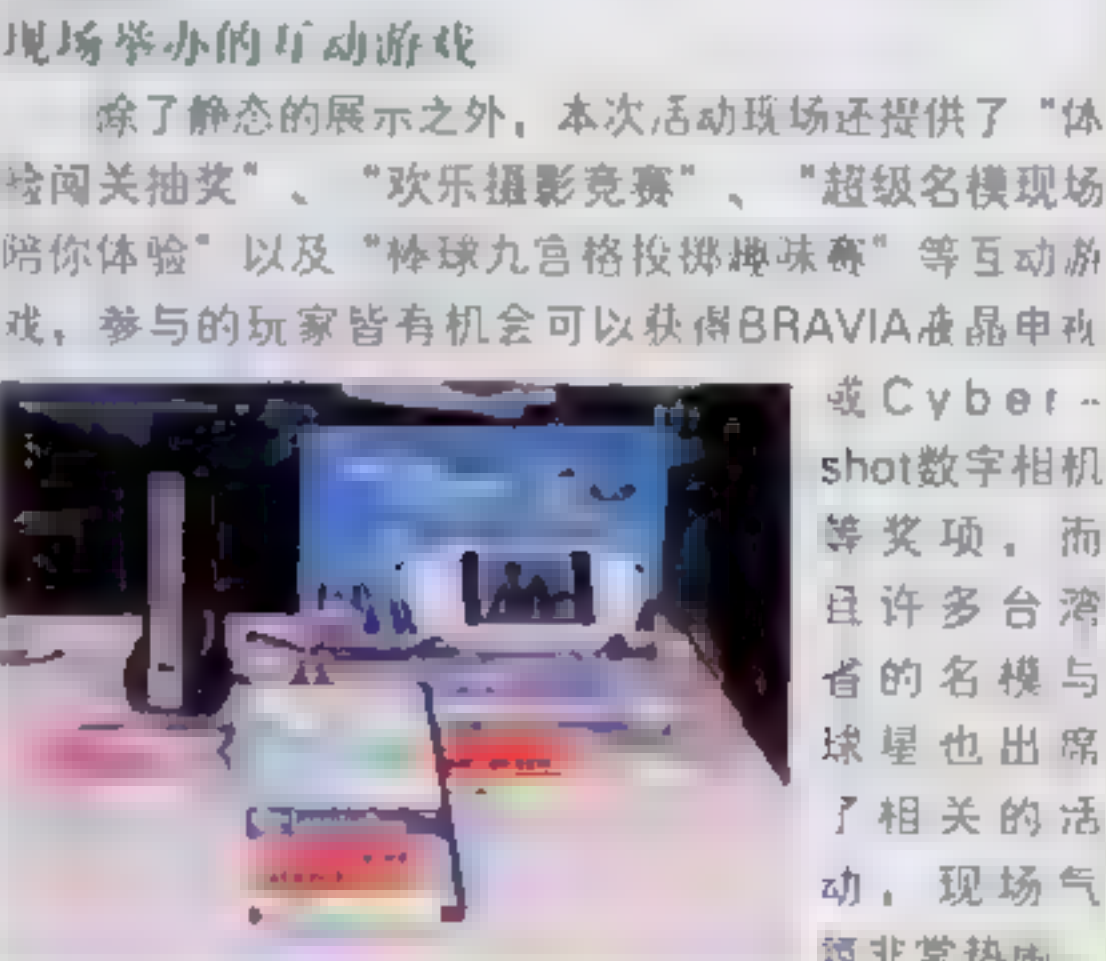 现场举办的互动游戏
除了静态的展示之外，本次活动现场还提供了"体
验闯关抽奖"、"欢乐摄影竞赛"、"超级名模现场
陪你体验"以及"棒球九宫格投掷趣味赛"等互动游
戏，参与的玩家皆有机会可以获得BRAVIA液晶电视
或Cyber-
shot数字相机
等奖项，而
且许多台湾
省的名模与
球星也出席
了相关的活
动，现场气
非常热